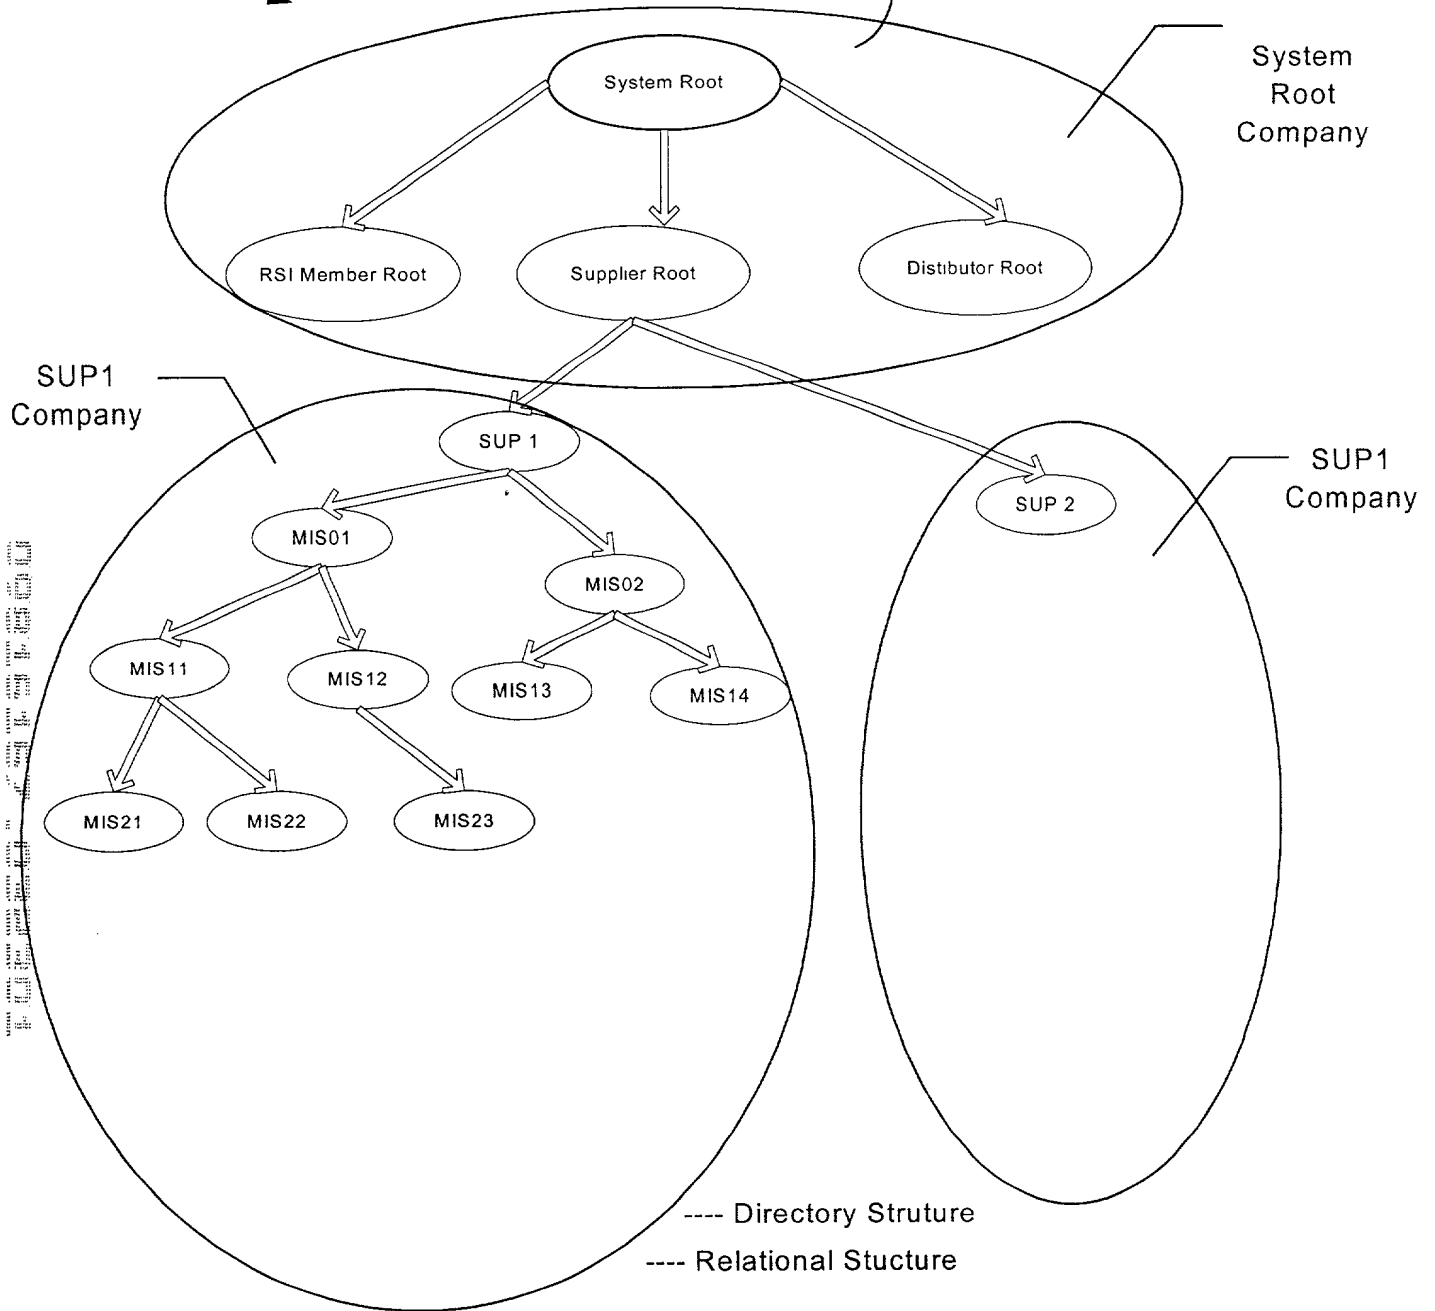 System Root
System
Root
Company
RSI Member Root
Supplier Root
Distibutor Root
SUP1
Company
SUP 1
SUP1
Company
SUP 2
MIS01
MIS02
MIS11
MIS12
MIS13
MIS14
MIS21
MIS22
MIS23
---- Directory Struture
---- Relational Stucture